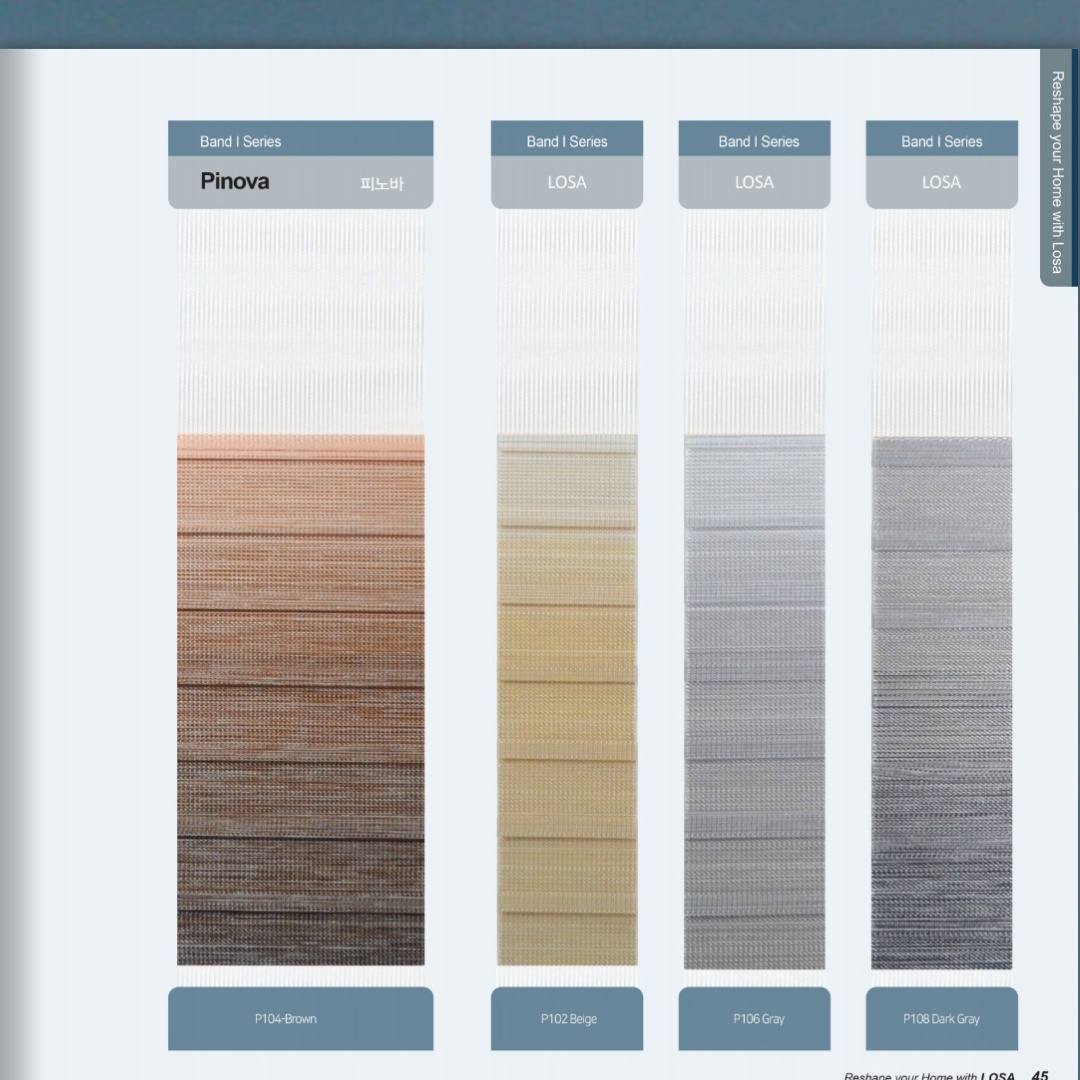 Reshape your Home with Losa
Band I Series
Pinova 피노바
P104-Brown
Band I Series
LOSA
P102 Beige
Band I Series
LOSA
P106 Gray
Band I Series
LOSA
P108 Dark Gray
Reshape your Home with LOSA 45